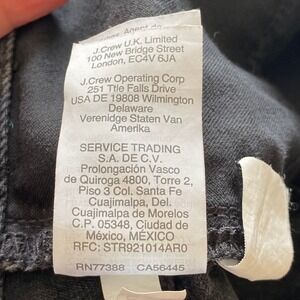 J.Crew U.K. Limited
100 New Bridge Street
London, EC4V 6JA
J.Crew Operating Corp
251 Ttle Falls Drive
USA DE 19808 Wilmington
Delaware
Verenidge Staten Van
Amerika
SERVICE TRADING
S.A. DE C.V.
Prolongación Vasco
de Quiroga 4800, Torre 2,
Piso 3 Col. Santa Fe
Cuajimalpa, Del.
Cuajimalpa de Morelos
C.P. 05348, Ciudad de
México, MÉXICO
RFC: STR921014AR0
RN77388 CA56445